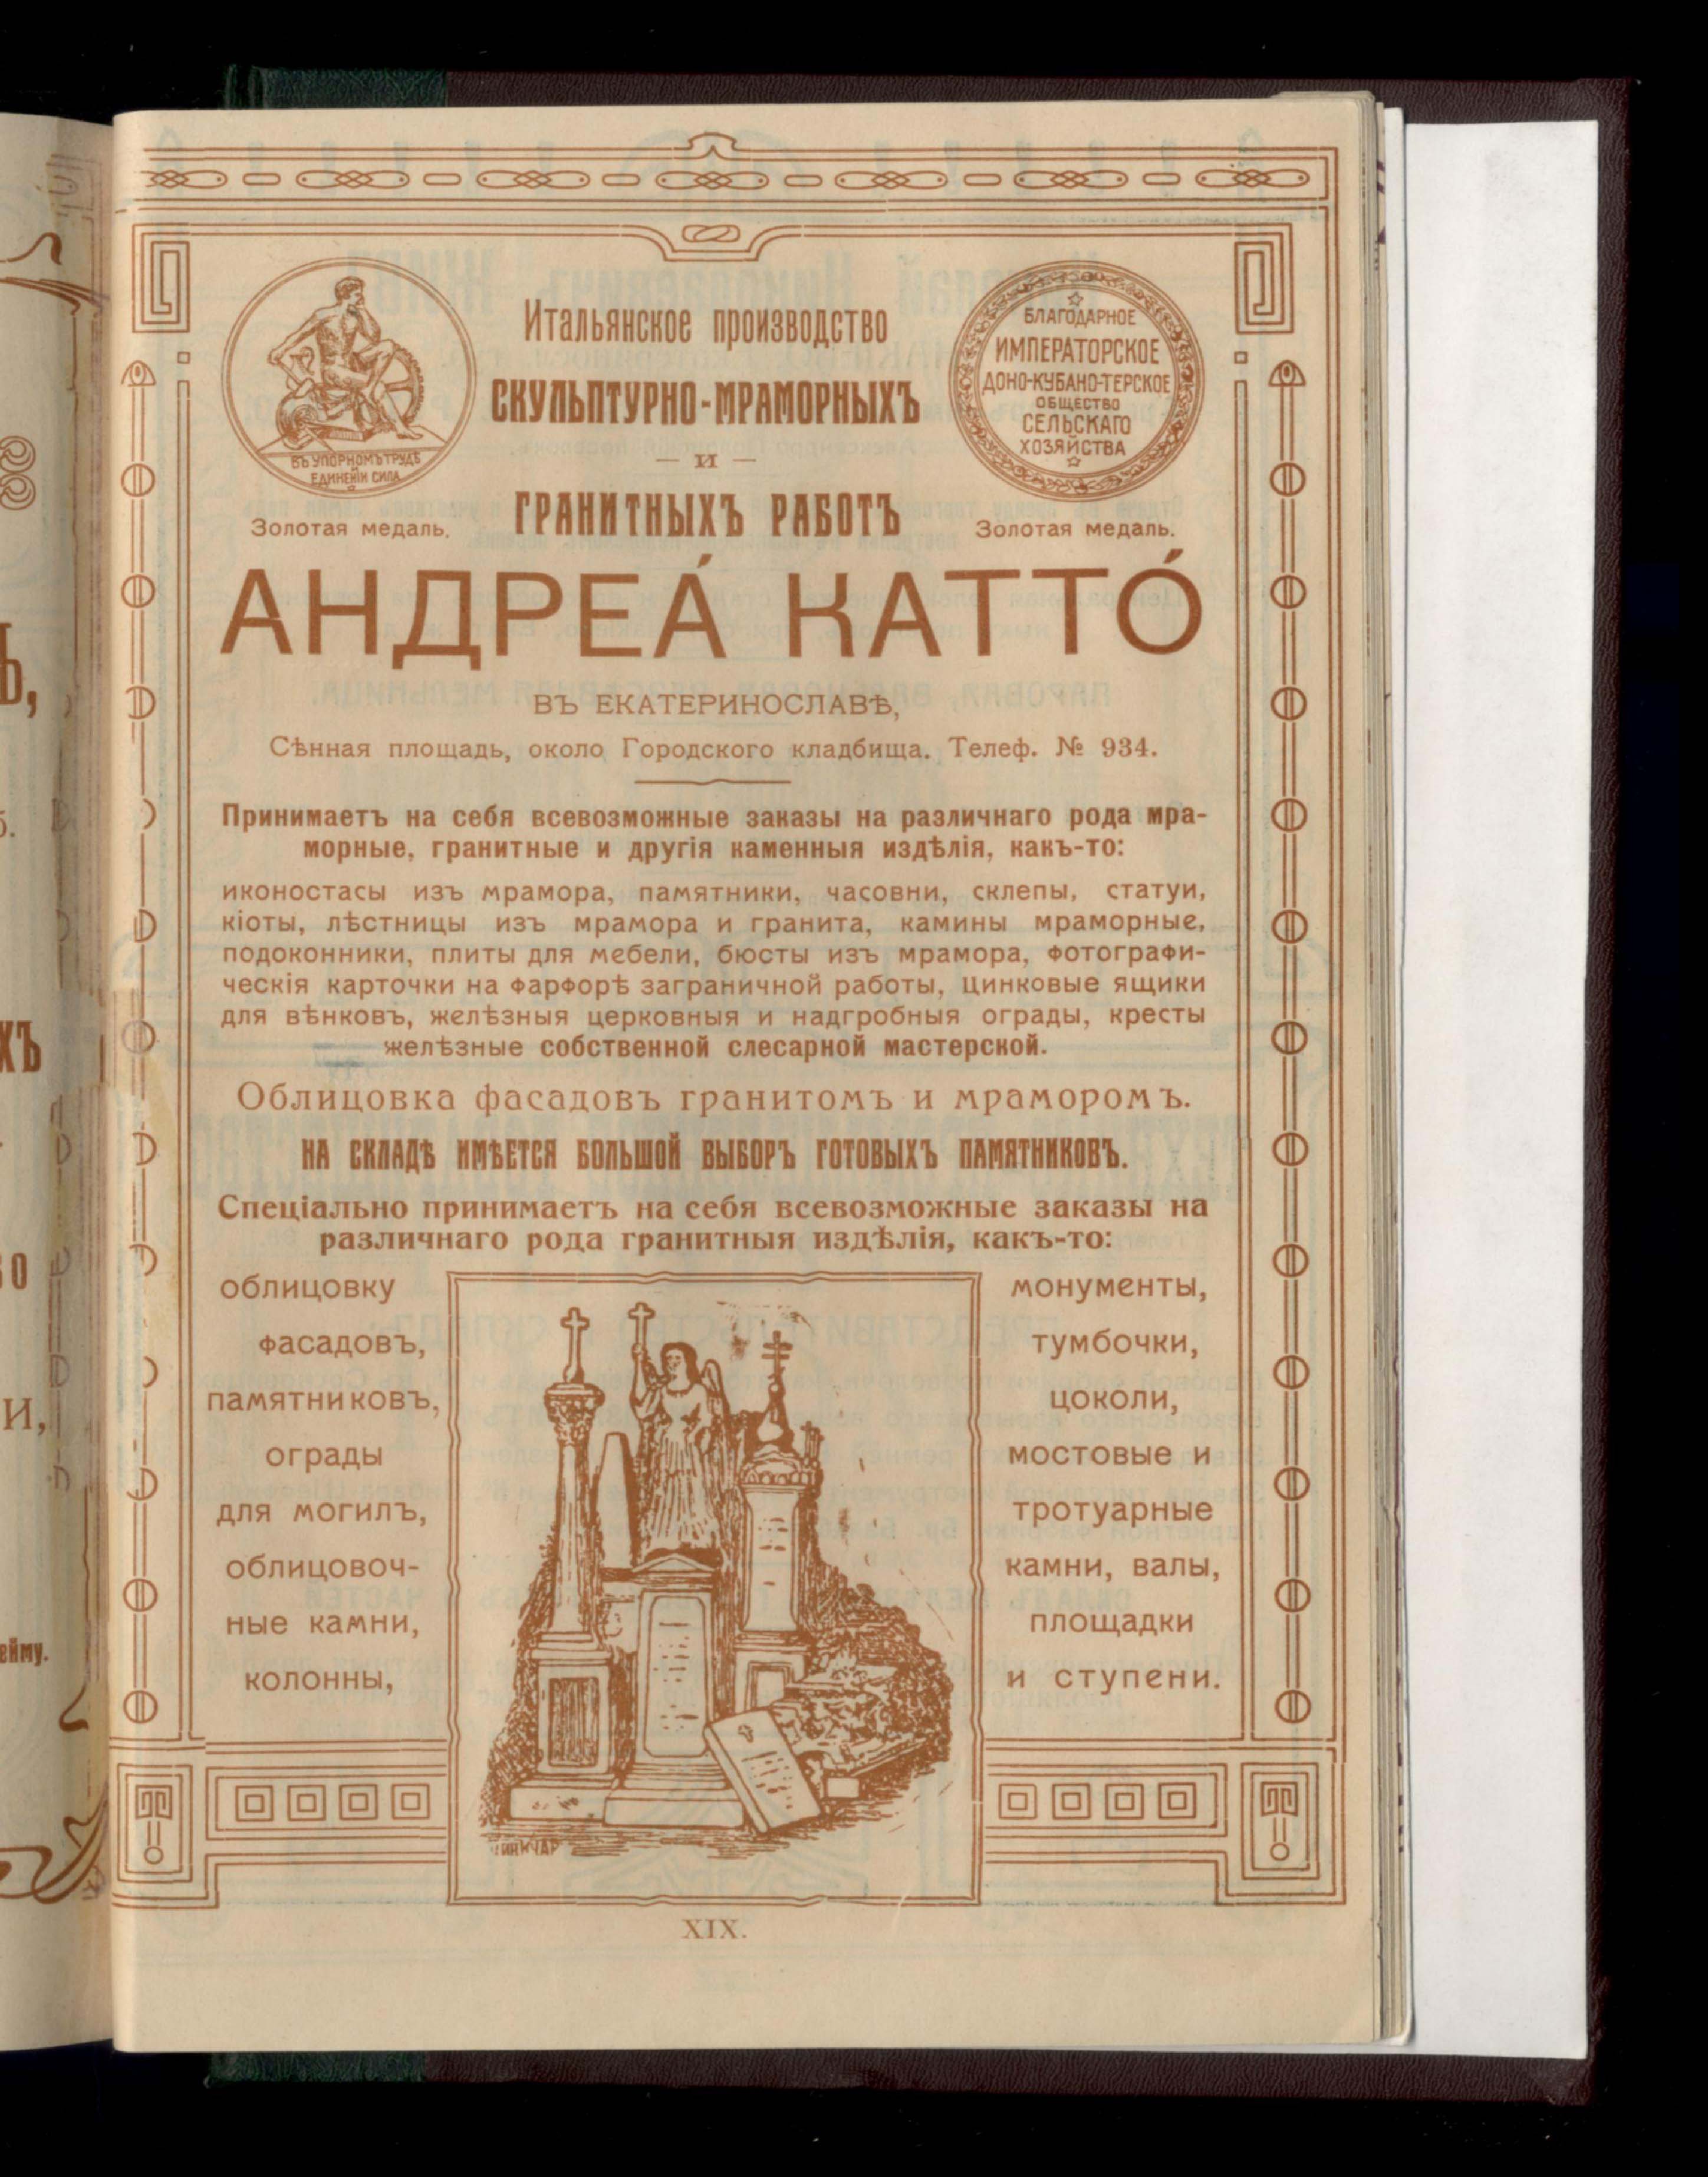 Итальянское производство
СКУЛЬПТУРНО-МРАМОРНЫХЪ
— И —
ГРАНИТНЫХЪ РАБОТЪ
ВЪ УПОРНОМЪ ТРУДѢ
ЕДИНЕНІИ СИЛА
Золотая медаль.
БЛАГОДАРНОЕ
ИМПЕРАТОРСКОЕ
ДОНО-КУБАНО-ТЕРСКОЕ
ОБЩЕСТВО
СЕЛЬСКАГО
ХОЗЯЙСТВА
Золотая медаль.
АНДРЕА́ КАТТО́
ВЪ ЕКАТЕРИНОСЛАВѢ,
Сѣнная площадь, около Городского кладбища. Телеф. № 934.
Принимаетъ на себя всевозможные заказы на различнаго рода мра-
морные, гранитные и другія каменныя издѣлія, какъ-то:
иконостасы изъ мрамора, памятники, часовни, склепы, статуи,
кіоты, лѣстницы изъ мрамора и гранита, камины мраморные,
подоконники, плиты для мебели, бюсты изъ мрамора, фотографи-
ческія карточки на фарфорѣ заграничной работы, цинковые ящики
для вѣнковъ, желѣзныя церковныя и надгробныя ограды, кресты
желѣзные собственной слесарной мастерской.
Облицовка фасадовъ гранитомъ и мраморомъ.
НА СКЛАДѢ ИМѢЕТСЯ БОЛЬШОЙ ВЫБОРЪ ГОТОВЫХЪ ПАМЯТНИКОВЪ.
Спеціально принимаетъ на себя всевозможные заказы на
различнаго рода гранитныя издѣлія, какъ-то:
облицовку
фасадовъ,
памятниковъ,
ограды
для могилъ,
облицовоч-
ные камни,
колонны,
монументы,
тумбочки,
цоколи,
мостовые и
тротуарные
камни, валы,
площадки
и ступени.
XIX.